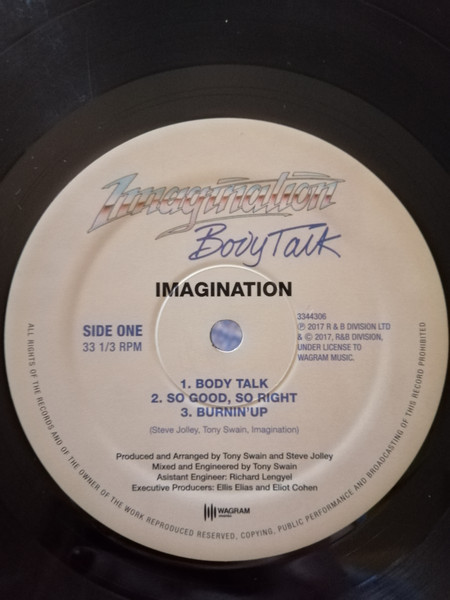 Imagination
Body Talk
IMAGINATION
SIDE ONE
33 1/3 RPM
3344306
℗ 2017 R & B DIVISION LTD
& © 2017, R&B DIVISION,
UNDER LICENSE TO
WAGRAM MUSIC.
1. BODY TALK
2. SO GOOD, SO RIGHT
3. BURNIN'UP
(Steve Jolley, Tony Swain, Imagination)
Produced and Arranged by Tony Swain and Steve Jolley
Mixed and Engineered by Tony Swain
Asistant Engineer: Richard Lengyel
Executive Producers: Ellis Elias and Eliot Cohen
WAGRAM
ALL RIGHTS OF THE RECORDS AND OF THE OWNER OF THE WORK REPRODUCED RESERVED, COPYING, PUBLIC PERFORMANCE AND BROADCASTING OF THIS RECORD PROHIBITED